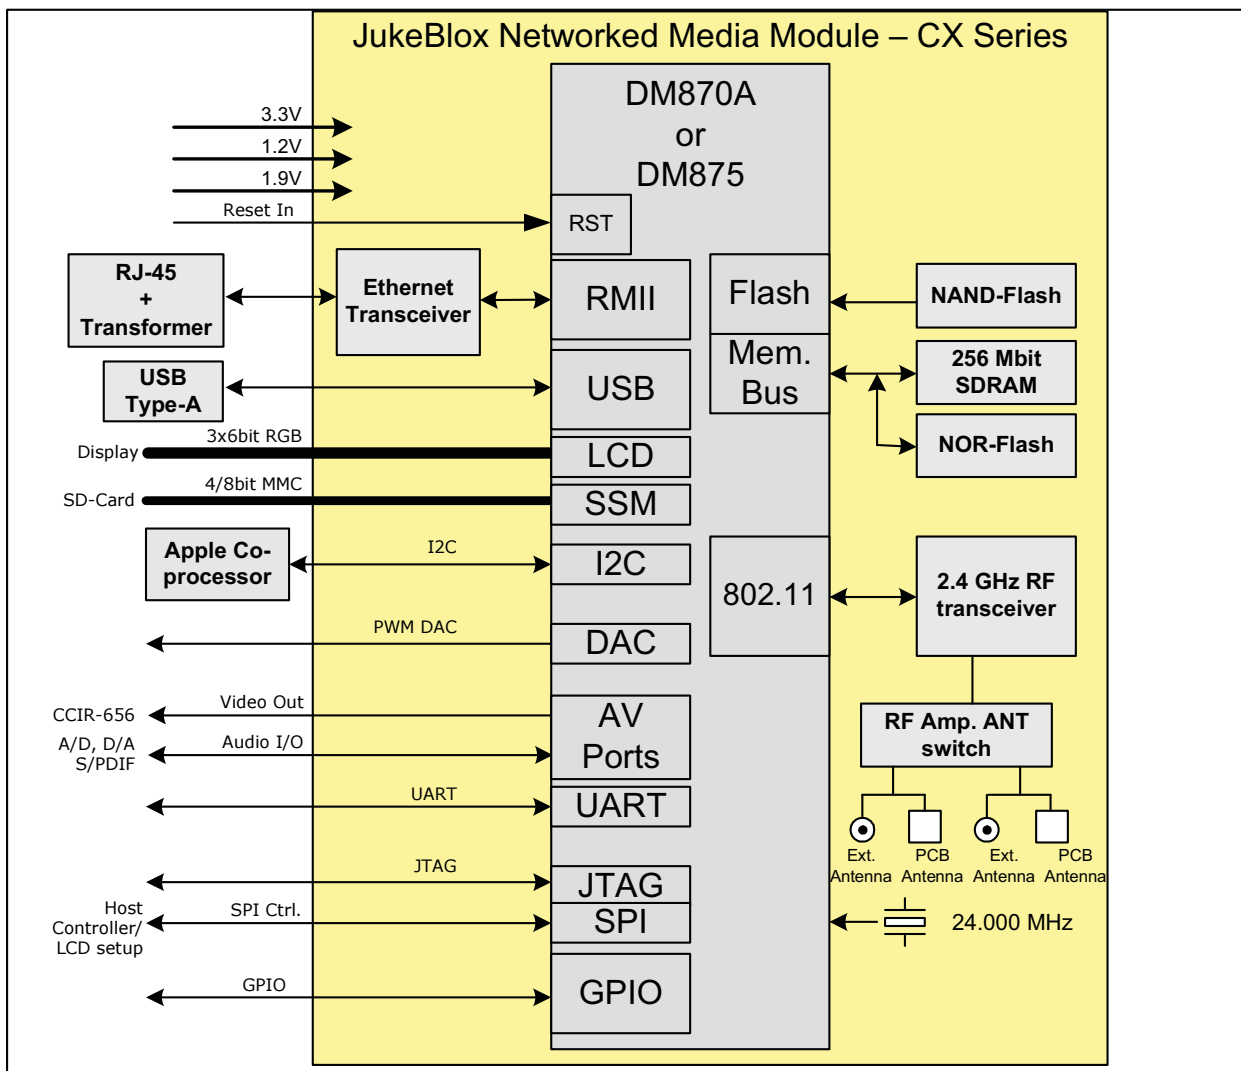 JukeBlox Networked Media Module – CX Series
DM870A
or
DM875
3.3V
1.2V
1.9V
Reset In
RST
RJ-45
+
Transformer
Ethernet
Transceiver
RMII
Flash
NAND-Flash
Mem.
Bus
256 Mbit
SDRAM
NOR-Flash
USB
Type-A
USB
Display
3x6bit RGB
LCD
SD-Card
4/8bit MMC
SSM
Apple Co-
processor
I2C
I2C
802.11
2.4 GHz RF
transceiver
PWM DAC
DAC
CCIR-656
Video Out
A/D, D/A
S/PDIF
Audio I/O
AV
Ports
RF Amp. ANT
switch
UART
UART
Ext.
Antenna
PCB
Antenna
Ext.
Antenna
PCB
Antenna
JTAG
JTAG
Host
Controller/
LCD setup
SPI Ctrl.
SPI
24.000 MHz
GPIO
GPIO